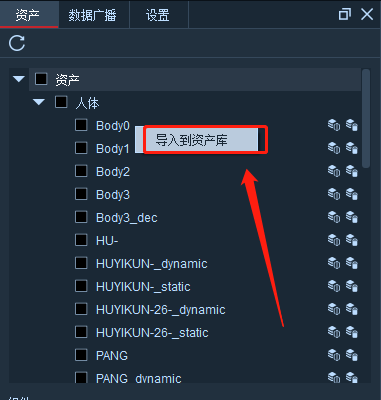 资产 数据广播 设置
资产
人体
Body0
导入到资产库
Body1
Body2
Body3
Body3_dec
HU-
HUYIKUN-_dynamic
HUYIKUN-_static
HUYIKUN-26-_dynamic
HUYIKUN-26-_static
PANG
PANG_dynamic